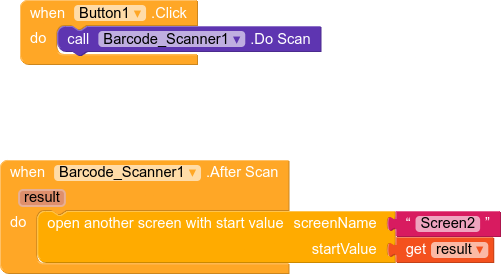 when Button1 .Click
do call Barcode_Scanner1 .Do Scan
when Barcode_Scanner1 .After Scan
result
do open another screen with start value screenName " Screen2 "
startValue get result